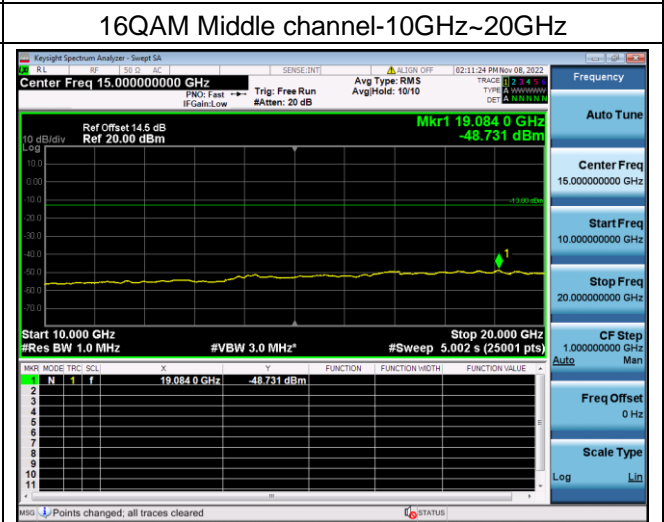 16QAM Middle channel-10GHz~20GHz
Keysight Spectrum Analyzer - Swept SA
RL RF 50 Ω AC SENSE:INT ALIGN OFF 02:11:24 PM Nov 08, 2022
Center Freq 15.000000000 GHz
PNO: Fast
IFGain:Low
Trig: Free Run
#Atten: 20 dB
Avg Type: RMS
Avg|Hold: 10/10
TRACE 1 2 3 4 5 6
TYPE A WWWWW
DET A NNNNN
Ref Offset 14.5 dB
10 dB/div Ref 20.00 dBm
Log
Mkr1 19.084 0 GHz
-48.731 dBm
10.0
0.00
-10.0
-13.00 dBm
-20.0
-30.0
-40.0
1
-50.0
-60.0
-70.0
Start 10.000 GHz Stop 20.000 GHz
#Res BW 1.0 MHz #VBW 3.0 MHz* #Sweep 5.002 s (25001 pts)
MKR MODE TRC SCL X Y FUNCTION FUNCTION WIDTH FUNCTION VALUE
1 N 1 f 19.084 0 GHz -48.731 dBm
2
3
4
5
6
7
8
9
10
11
MSG Points changed; all traces cleared STATUS
Frequency
Auto Tune
Center Freq
15.000000000 GHz
Start Freq
10.000000000 GHz
Stop Freq
20.000000000 GHz
CF Step
1.000000000 GHz
Auto Man
Freq Offset
0 Hz
Scale Type
Log Lin